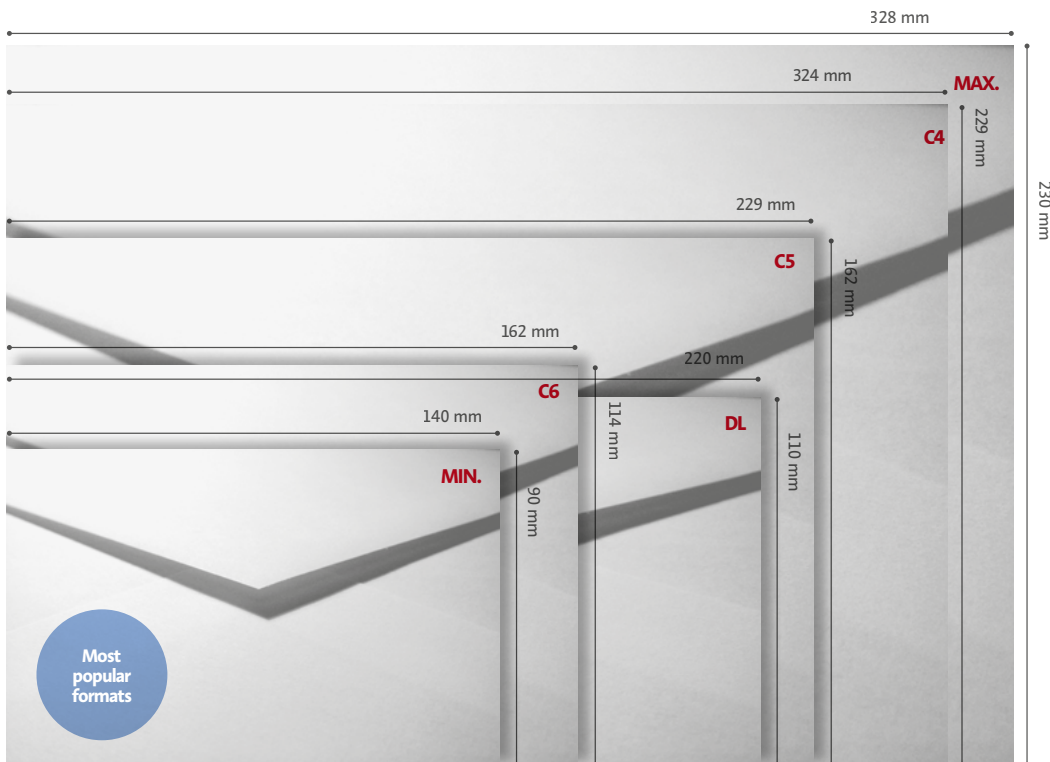 328 mm
324 mm
MAX.
229 mm
C4
230 mm
229 mm
C5
162 mm
162 mm
220 mm
C6
114 mm
140 mm
DL
110 mm
MIN.
90 mm
Most
popular
formats